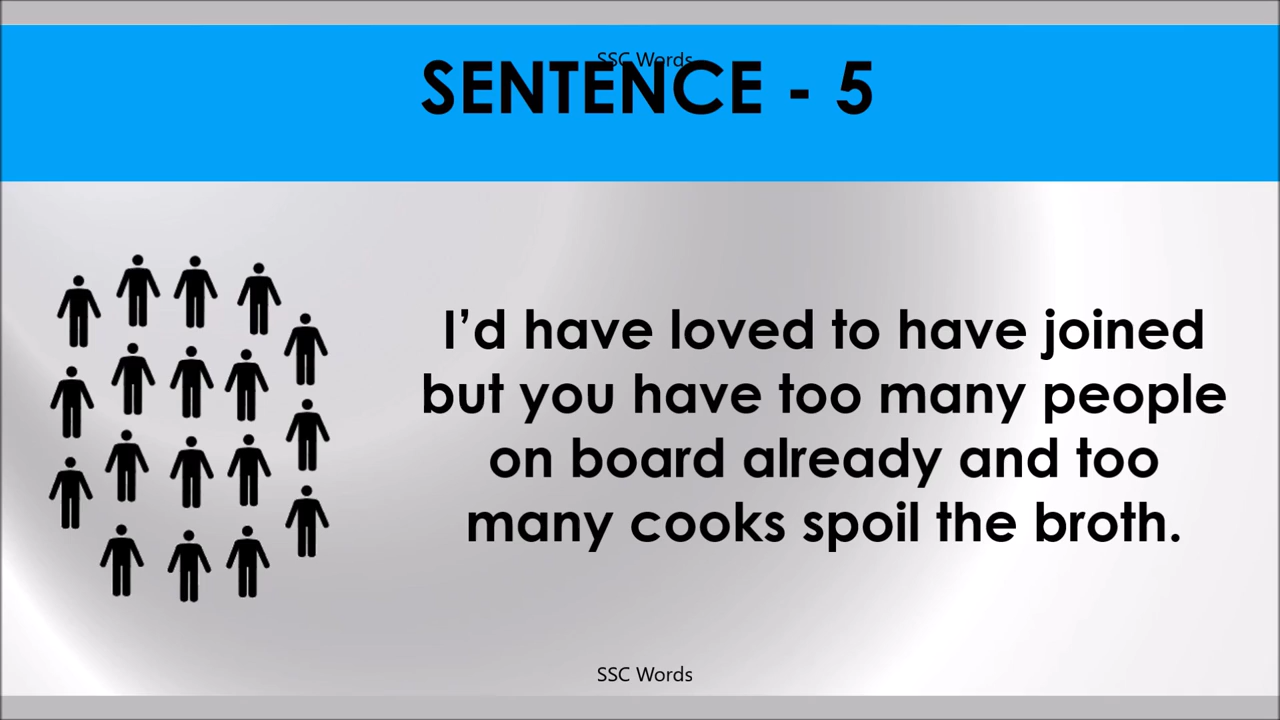 SSC Words
SENTENCE - 5
I’d have loved to have joined
but you have too many people
on board already and too
many cooks spoil the broth.
SSC Words